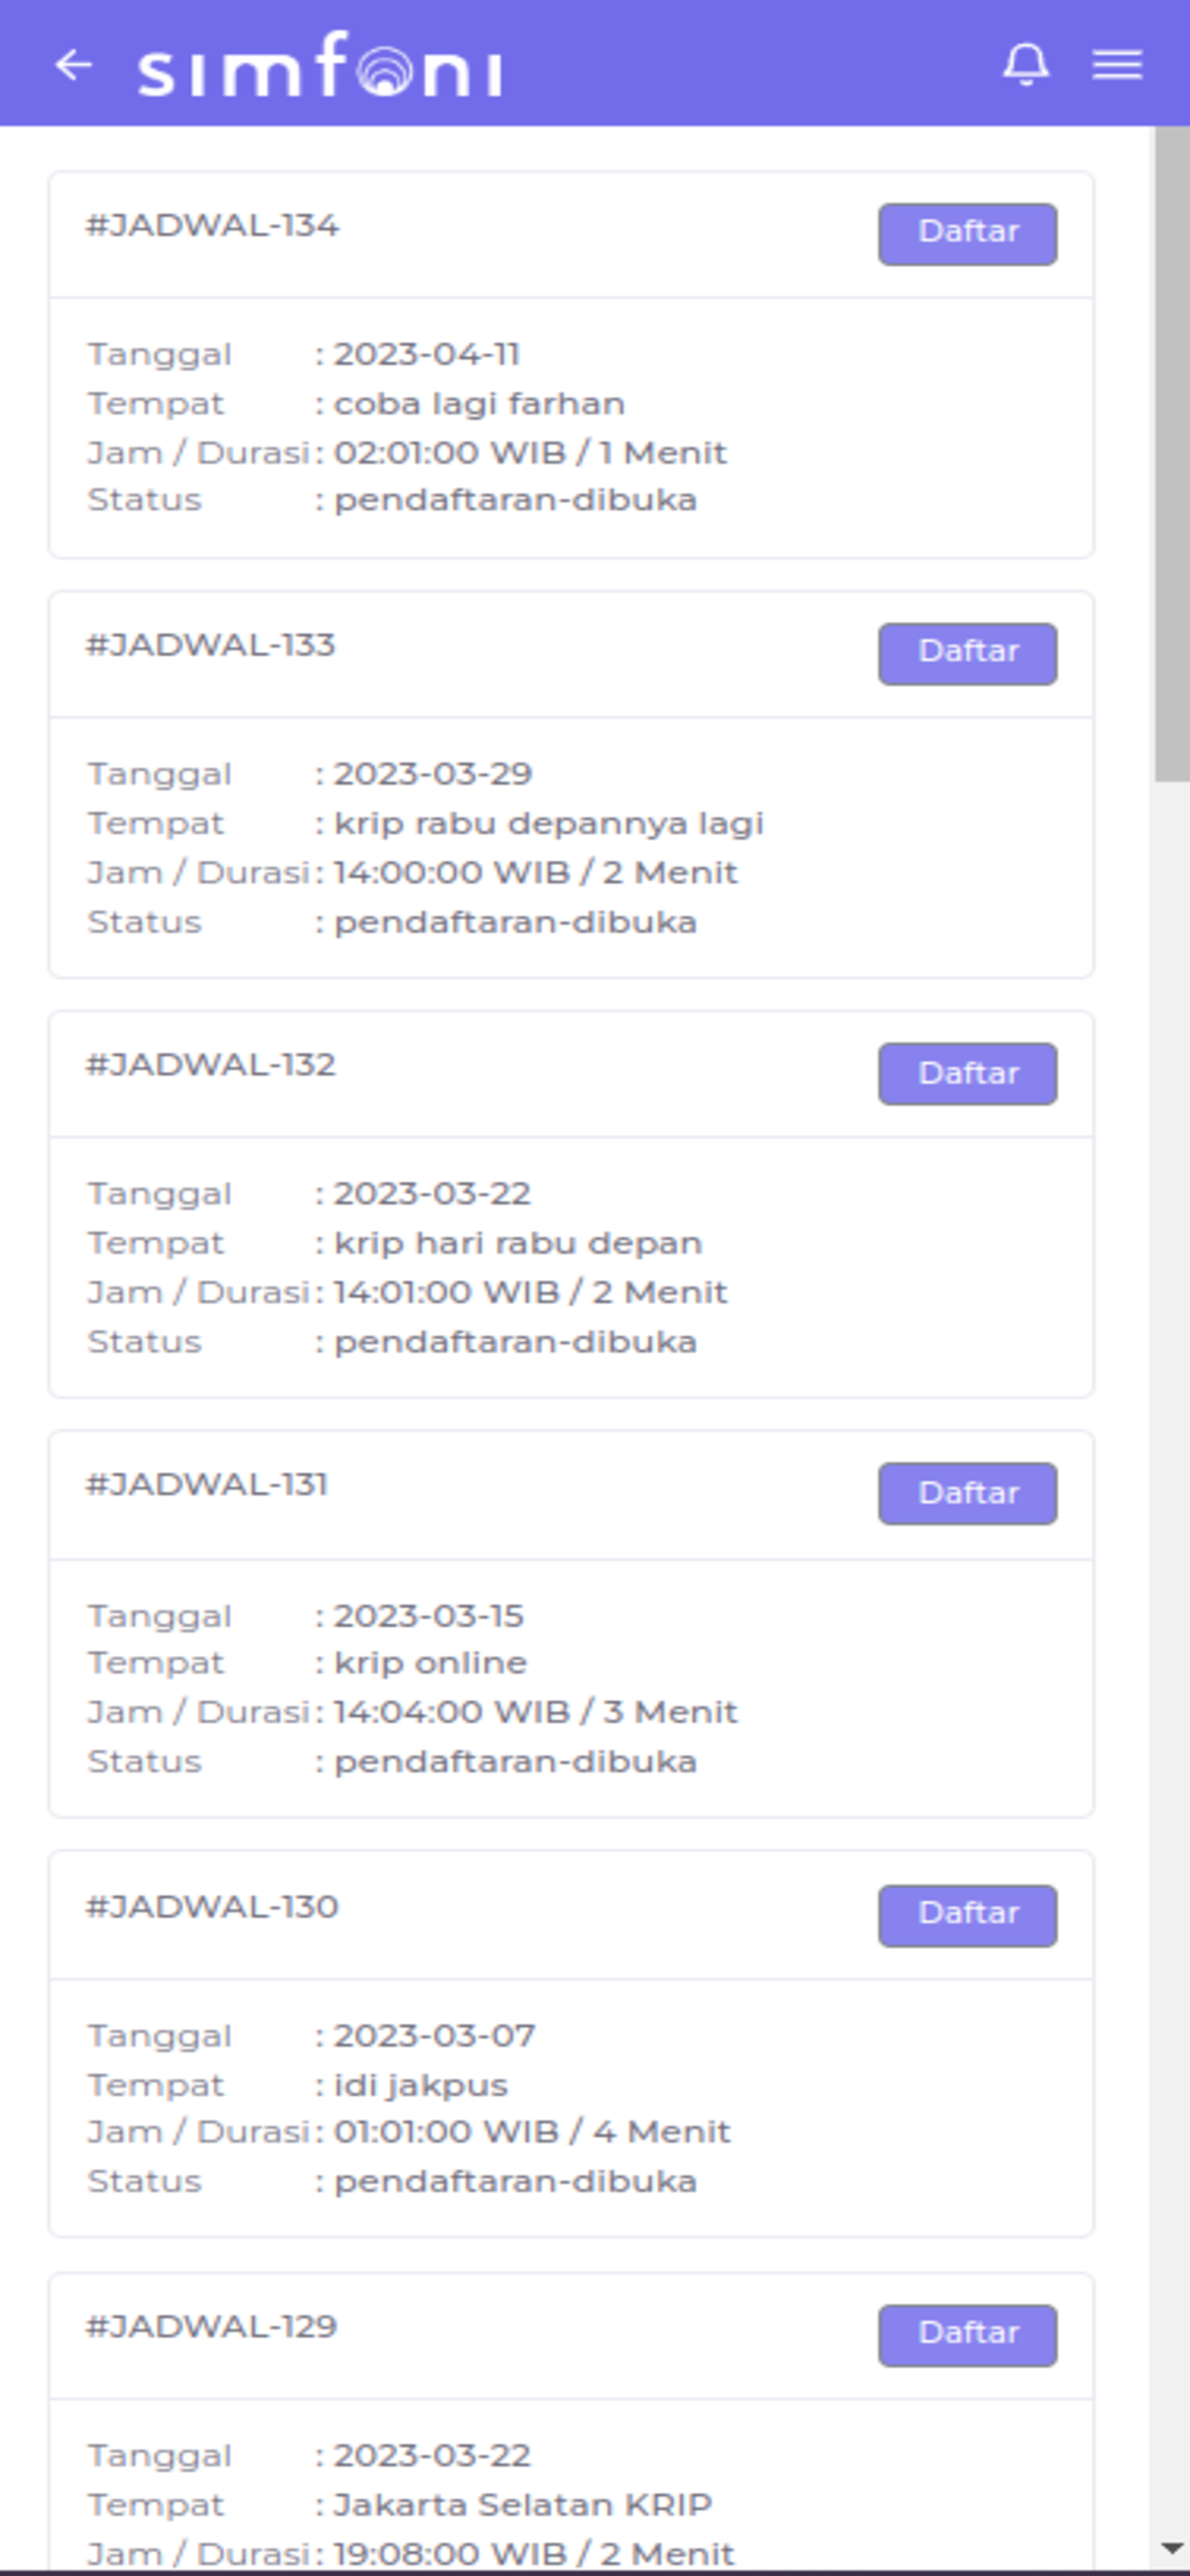 simfoni
#JADWAL-134 Daftar
Tanggal : 2023-04-11
Tempat : coba lagi farhan
Jam / Durasi : 02:01:00 WIB / 1 Menit
Status : pendaftaran-dibuka
#JADWAL-133 Daftar
Tanggal : 2023-03-29
Tempat : krip rabu depannya lagi
Jam / Durasi : 14:00:00 WIB / 2 Menit
Status : pendaftaran-dibuka
#JADWAL-132 Daftar
Tanggal : 2023-03-22
Tempat : krip hari rabu depan
Jam / Durasi : 14:01:00 WIB / 2 Menit
Status : pendaftaran-dibuka
#JADWAL-131 Daftar
Tanggal : 2023-03-15
Tempat : krip online
Jam / Durasi : 14:04:00 WIB / 3 Menit
Status : pendaftaran-dibuka
#JADWAL-130 Daftar
Tanggal : 2023-03-07
Tempat : idi jakpus
Jam / Durasi : 01:01:00 WIB / 4 Menit
Status : pendaftaran-dibuka
#JADWAL-129 Daftar
Tanggal : 2023-03-22
Tempat : Jakarta Selatan KRIP
Jam / Durasi : 19:08:00 WIB / 2 Menit